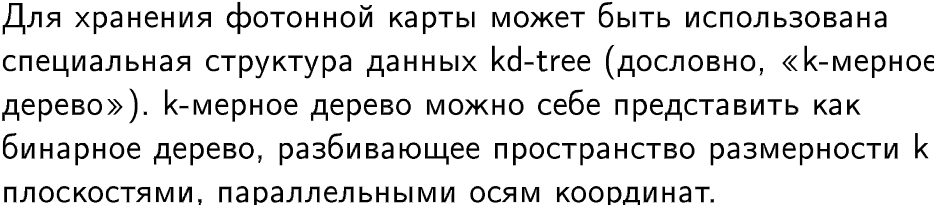 Для хранения фотонной карты может быть использована
специальная структура данных kd-tree (дословно, «k-мерное
дерево»). k-мерное дерево можно себе представить как
бинарное дерево, разбивающее пространство размерности k
плоскостями, параллельными осям координат.